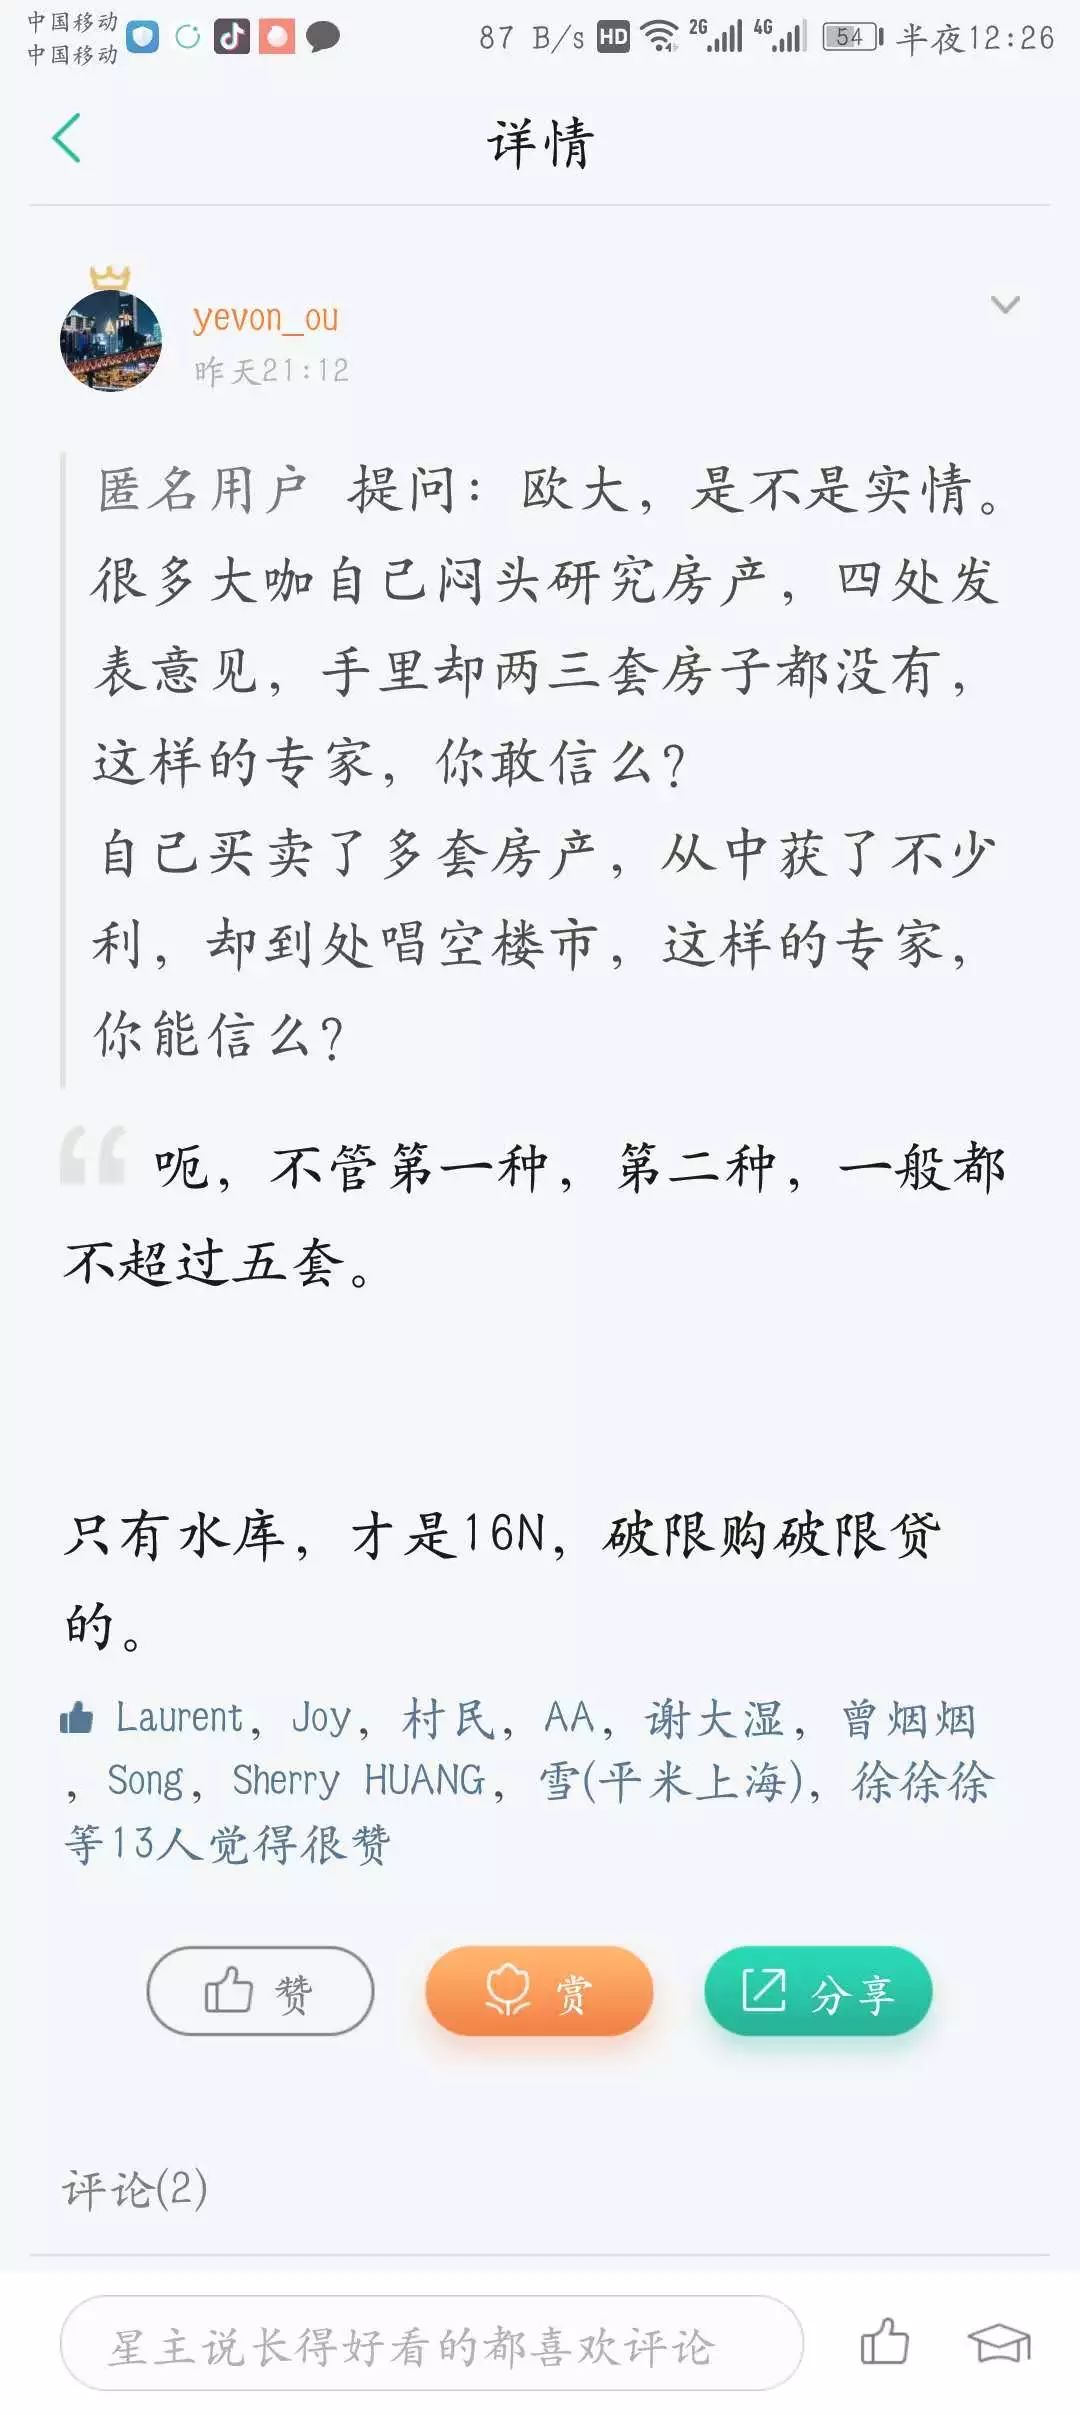 中国移动
中国移动
87 B/s HD 2G 4G 54 半夜12:26
详情
yevon_ou
昨天21:12
匿名用户 提问：欧大，是不是实情。
很多大咖自己闷头研究房产，四处发
表意见，手里却两三套房子都没有，
这样的专家，你敢信么?
自己买卖了多套房产，从中获了不少
利，却到处唱空楼市，这样的专家，
你能信么?
呃，不管第一种，第二种，一般都
不超过五套。
只有水库，才是16N，破限购破限贷
的。
Laurent，Joy，村民，AA，谢大湿，曾烟烟
，Song，Sherry HUANG，雪(平米上海)，徐徐徐
等13人觉得很赞
赞
赏
分享
评论(2)
星主说长得好看的都喜欢评论